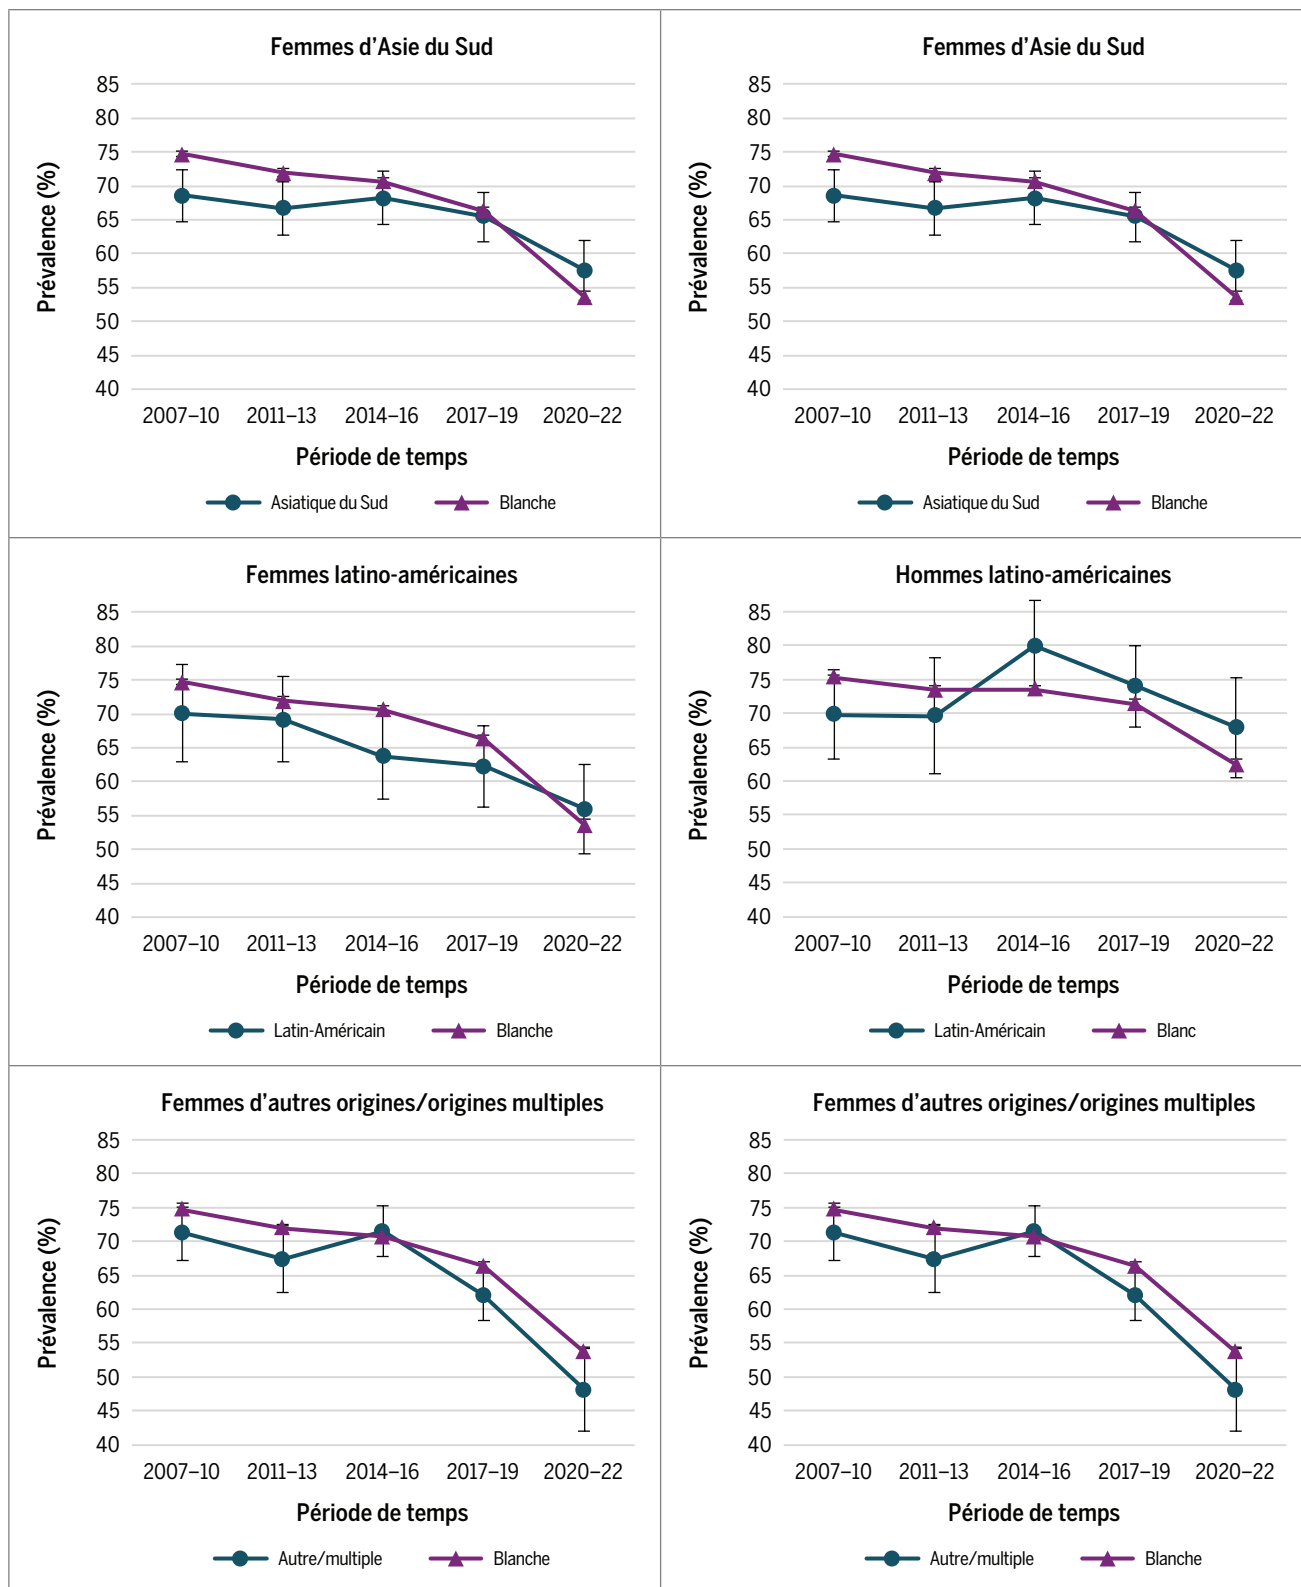 Femmes d'Asie du Sud
Prévalence (%)
85
80
75
70
65
60
55
50
45
40
2007–10 2011–13 2014–16 2017–19 2020–22
Période de temps
Asiatique du Sud Blanche
Femmes d'Asie du Sud
Prévalence (%)
85
80
75
70
65
60
55
50
45
40
2007–10 2011–13 2014–16 2017–19 2020–22
Période de temps
Asiatique du Sud Blanche
Femmes latino-américaines
Prévalence (%)
85
80
75
70
65
60
55
50
45
40
2007–10 2011–13 2014–16 2017–19 2020–22
Période de temps
Latin-Américain Blanche
Hommes latino-américaines
Prévalence (%)
85
80
75
70
65
60
55
50
45
40
2007–10 2011–13 2014–16 2017–19 2020–22
Période de temps
Latin-Américain Blanc
Femmes d'autres origines/origines multiples
Prévalence (%)
85
80
75
70
65
60
55
50
45
40
2007–10 2011–13 2014–16 2017–19 2020–22
Période de temps
Autre/multiple Blanche
Femmes d'autres origines/origines multiples
Prévalence (%)
85
80
75
70
65
60
55
50
45
40
2007–10 2011–13 2014–16 2017–19 2020–22
Période de temps
Autre/multiple Blanche